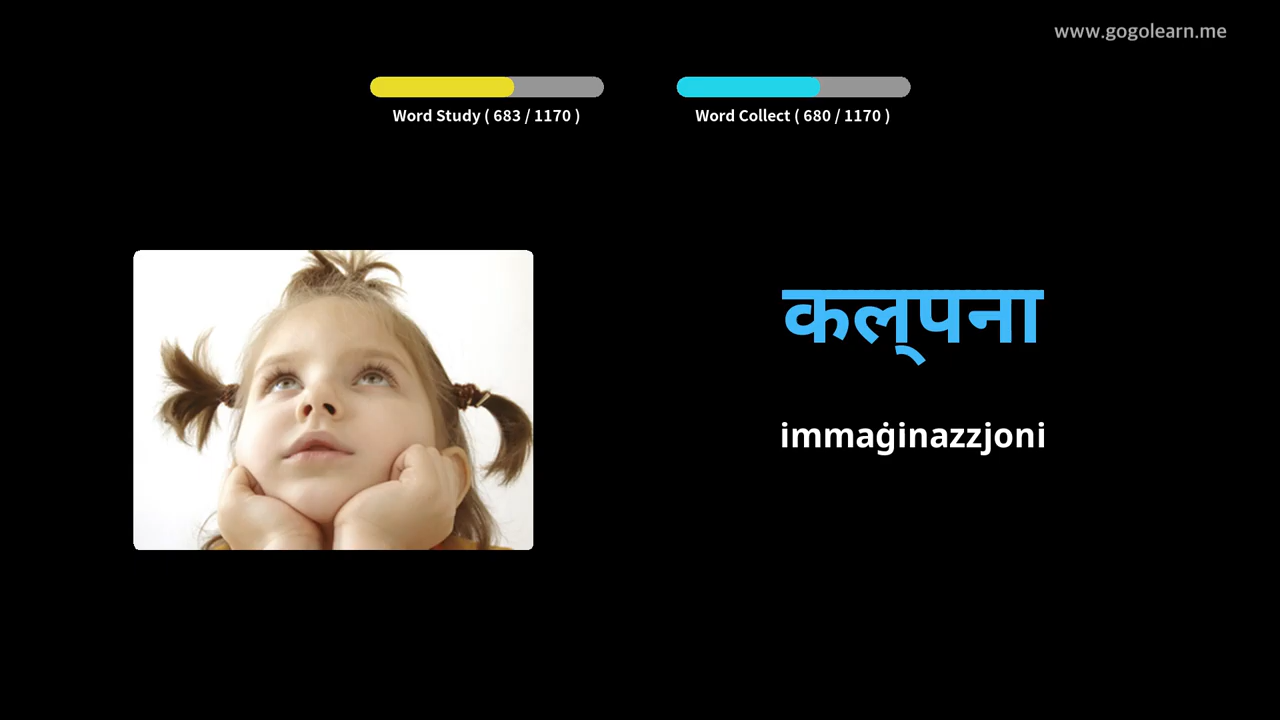 www.gogolearn.me
Word Study ( 683 / 1170 )
Word Collect ( 680 / 1170 )
कल्पना
immaġinazzjoni